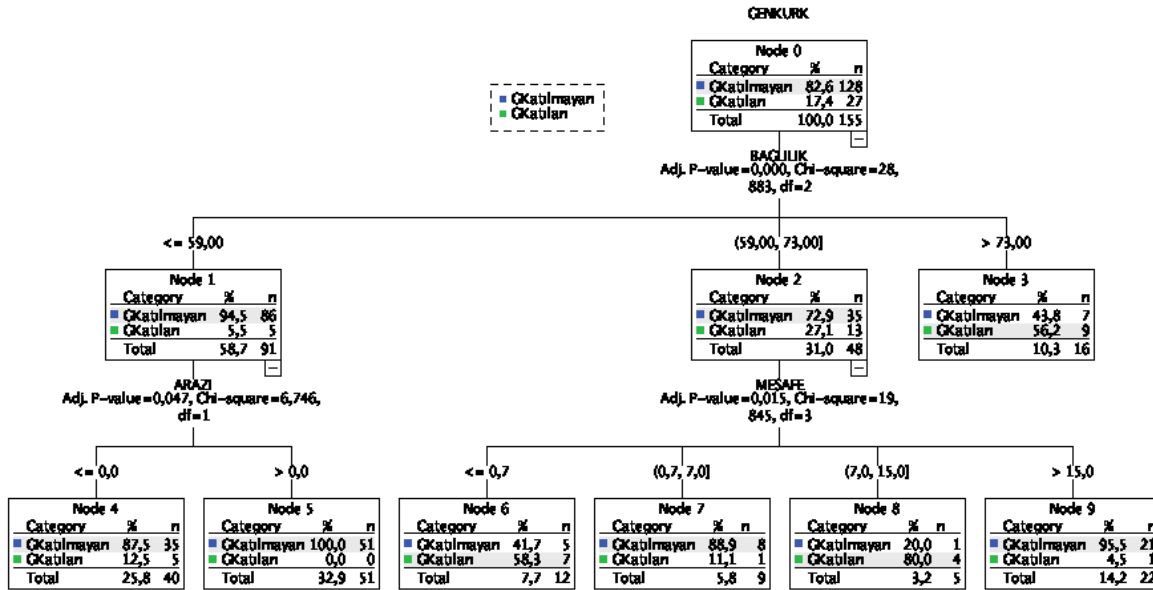 GENKURK
Node 0
Category % n
GKatılmayan 82,6 128
GKatılan 17,4 27
Total 100,0 155
GKatılmayan
GKatılan
BAGLILIK
Adj. P-value=0,000, Chi-square=28,
883, df=2
<= 59,00
(59,00, 73,00]
> 73,00
Node 1
Category % n
GKatılmayan 94,5 86
GKatılan 5,5 5
Total 58,7 91
Node 2
Category % n
GKatılmayan 72,9 35
GKatılan 27,1 13
Total 31,0 48
Node 3
Category % n
GKatılmayan 43,8 7
GKatılan 56,2 9
Total 10,3 16
ARAZI
Adj. P-value=0,047, Chi-square=6,746,
df=1
MESAFE
Adj. P-value=0,015, Chi-square=19,
845, df=3
<= 0,0
> 0,0
<= 0,7
(0,7, 7,0]
(7,0, 15,0]
> 15,0
Node 4
Category % n
GKatılmayan 87,5 35
GKatılan 12,5 5
Total 25,8 40
Node 5
Category % n
GKatılmayan 100,0 51
GKatılan 0,0 0
Total 32,9 51
Node 6
Category % n
GKatılmayan 41,7 5
GKatılan 58,3 7
Total 7,7 12
Node 7
Category % n
GKatılmayan 88,9 8
GKatılan 11,1 1
Total 5,8 9
Node 8
Category % n
GKatılmayan 20,0 1
GKatılan 80,0 4
Total 3,2 5
Node 9
Category % n
GKatılmayan 95,5 21
GKatılan 4,5 1
Total 14,2 22